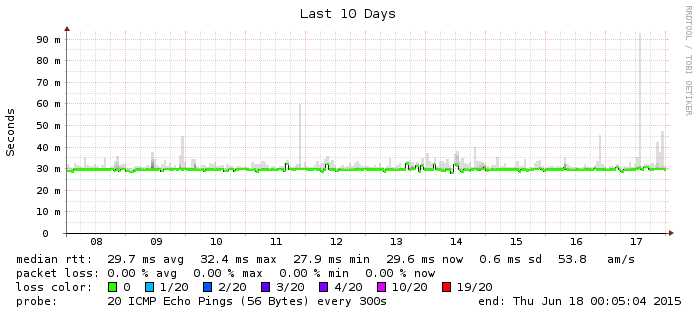 Last 10 Days
RRDTOOL / TOBI OETIKER
Seconds
90 m
80 m
70 m
60 m
50 m
40 m
30 m
20 m
10 m
0
08 09 10 11 12 13 14 15 16 17
median rtt: 29.7 ms avg 32.4 ms max 27.9 ms min 29.6 ms now 0.6 ms sd 53.8 am/s
packet loss: 0.00 % avg 0.00 % max 0.00 % min 0.00 % now
loss color: 0 1/20 2/20 3/20 4/20 10/20 19/20
probe: 20 ICMP Echo Pings (56 Bytes) every 300s end: Thu Jun 18 00:05:04 2015